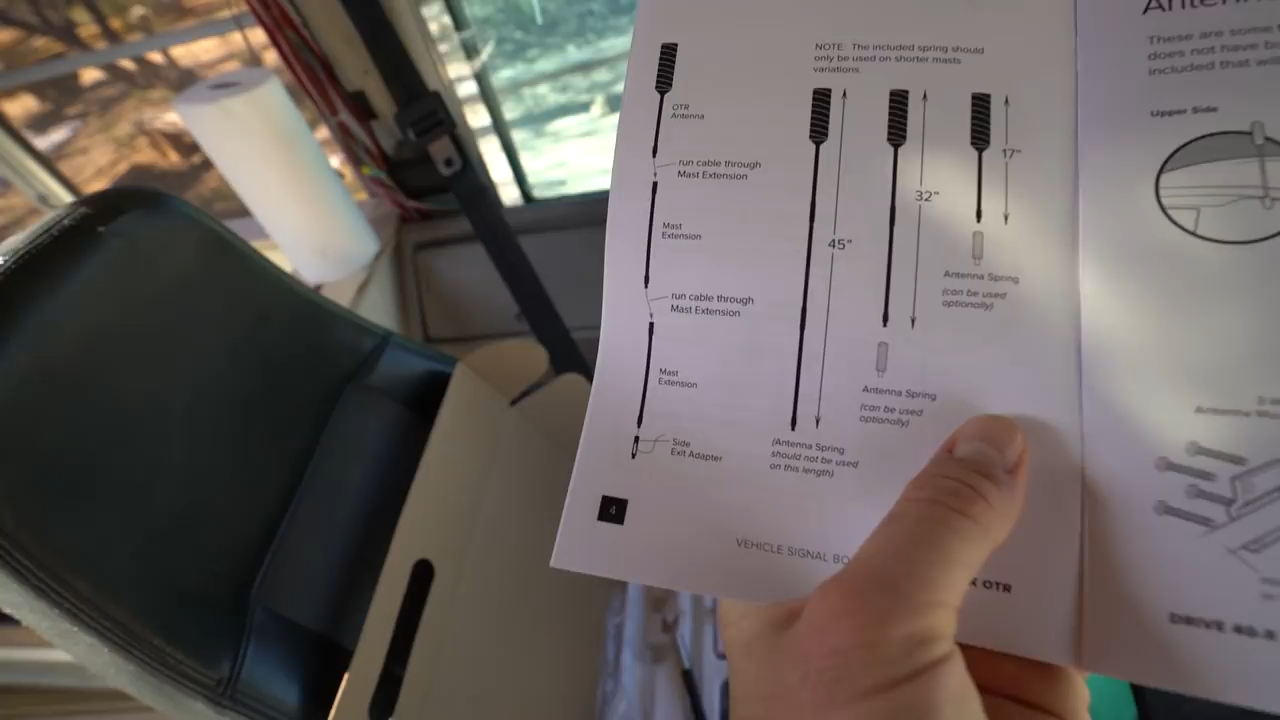 OTR
Antenna
run cable through
Mast Extension
Mast
Extension
run cable through
Mast Extension
Mast
Extension
Side
Exit Adapter
4
NOTE: The included spring should
only be used on shorter masts
variations.
45"
32"
17"
(Antenna Spring
should not be used
on this length)
Antenna Spring
(can be used
optionally)
Antenna Spring
(can be used
optionally)
VEHICLE SIGNAL
OTR
These are some
does not have
included that will
Upper Side
DRIVE